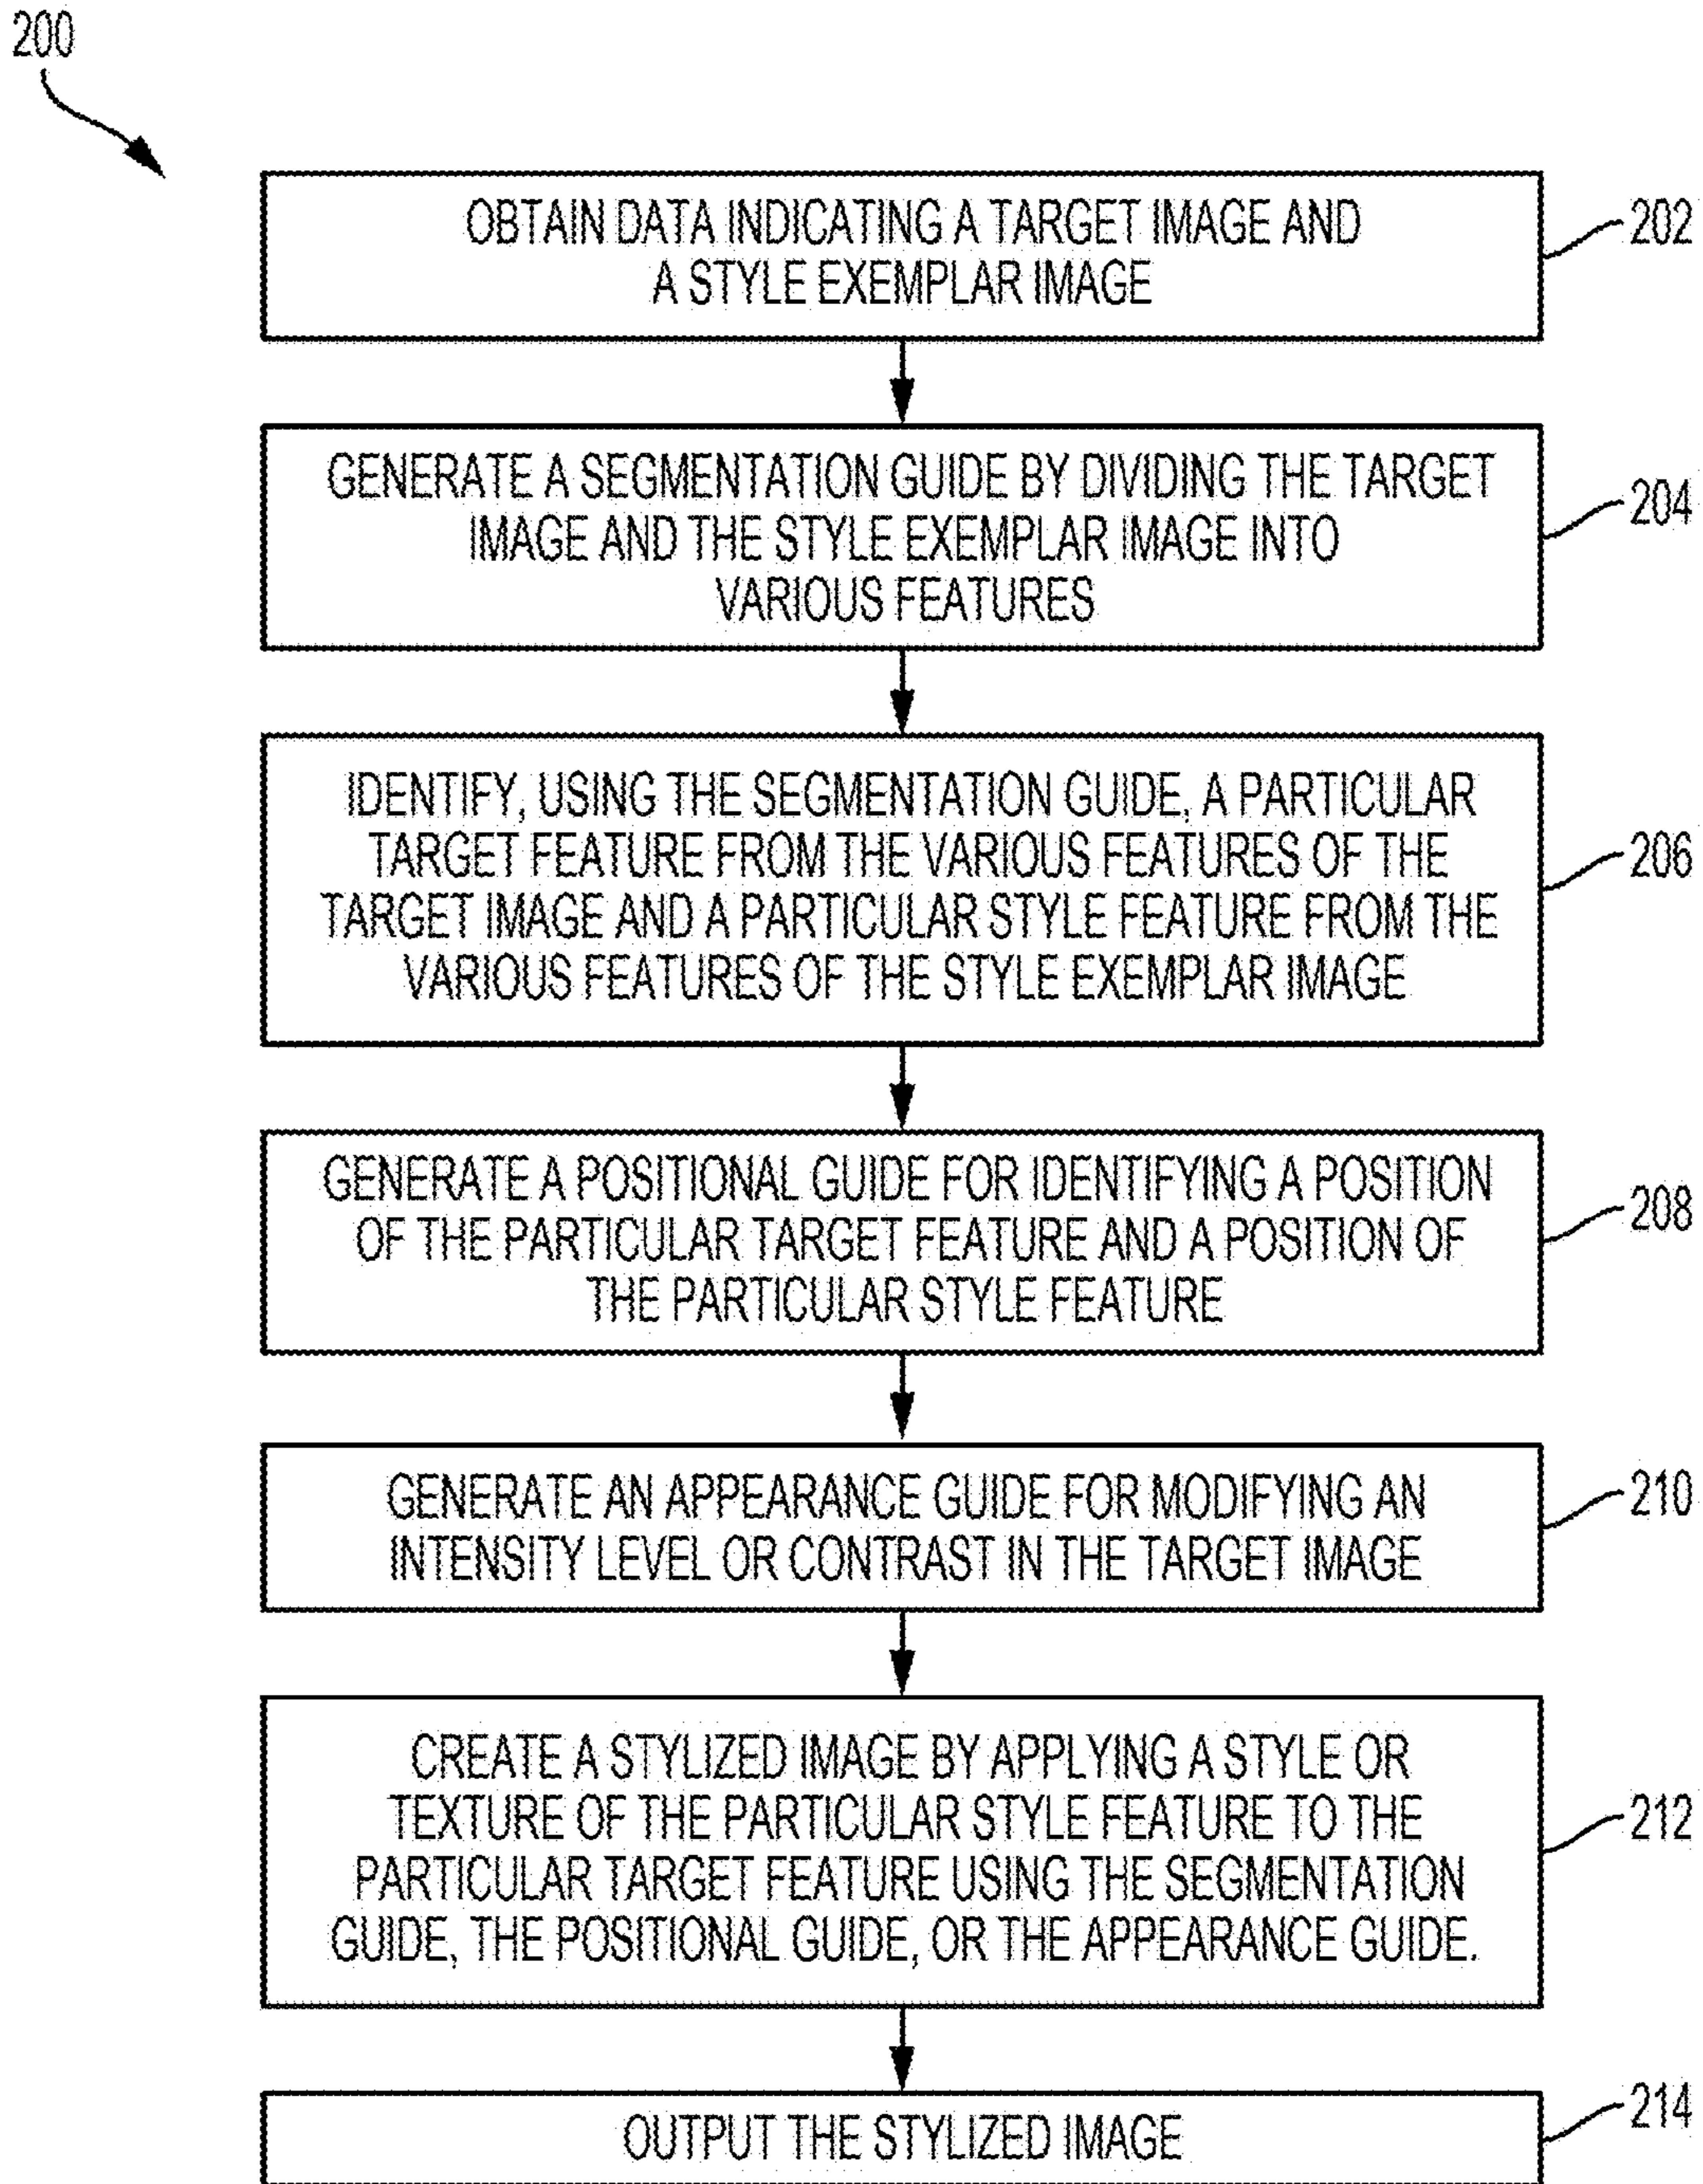 200
OBTAIN DATA INDICATING A TARGET IMAGE AND
A STYLE EXEMPLAR IMAGE
202
GENERATE A SEGMENTATION GUIDE BY DIVIDING THE TARGET
IMAGE AND THE STYLE EXEMPLAR IMAGE INTO
VARIOUS FEATURES
204
IDENTIFY, USING THE SEGMENTATION GUIDE, A PARTICULAR
TARGET FEATURE FROM THE VARIOUS FEATURES OF THE
TARGET IMAGE AND A PARTICULAR STYLE FEATURE FROM THE
VARIOUS FEATURES OF THE STYLE EXEMPLAR IMAGE
206
GENERATE A POSITIONAL GUIDE FOR IDENTIFYING A POSITION
OF THE PARTICULAR TARGET FEATURE AND A POSITION OF
THE PARTICULAR STYLE FEATURE
208
GENERATE AN APPEARANCE GUIDE FOR MODIFYING AN
INTENSITY LEVEL OR CONTRAST IN THE TARGET IMAGE
210
CREATE A STYLIZED IMAGE BY APPLYING A STYLE OR
TEXTURE OF THE PARTICULAR STYLE FEATURE TO THE
PARTICULAR TARGET FEATURE USING THE SEGMENTATION
GUIDE, THE POSITIONAL GUIDE, OR THE APPEARANCE GUIDE.
212
OUTPUT THE STYLIZED IMAGE
214